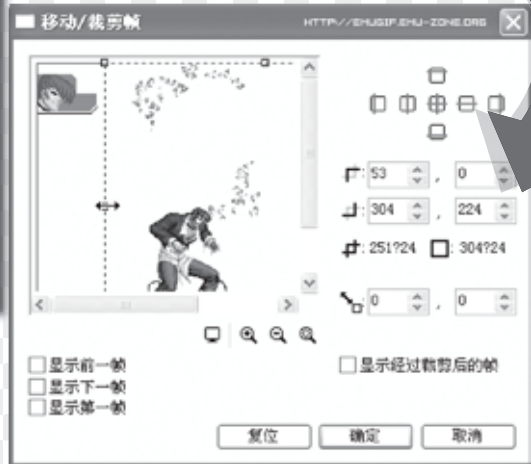 移动/裁剪帧
HTTP://EMUGIF.EMU-ZONE.ORG
: 53 , 0
: 304 , 224
: 251?24 : 304?24
: 0 , 0
显示前一帧
显示经过裁剪后的帧
显示下一帧
显示第一帧
复位 确定 取消